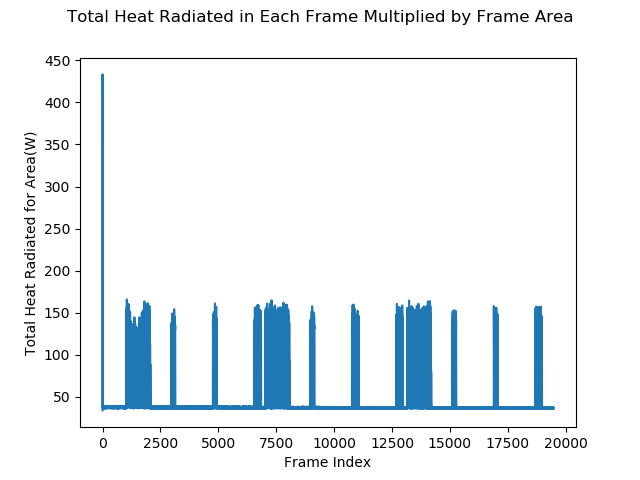 Total Heat Radiated in Each Frame Multiplied by Frame Area
Total Heat Radiated for Area(W)
450
400
350
300
250
200
150
100
50
0 2500 5000 7500 10000 12500 15000 17500 20000
Frame Index